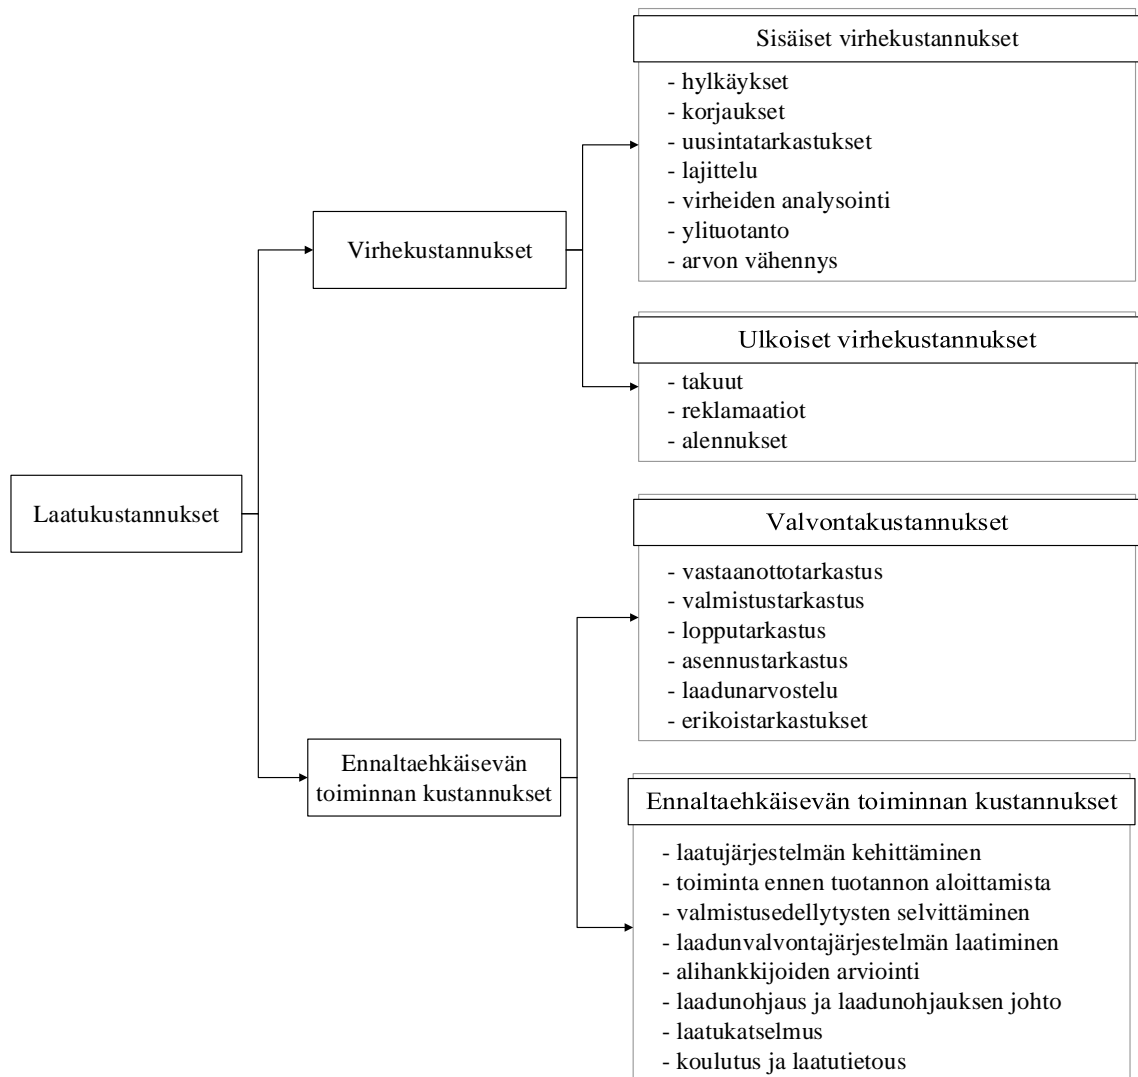 Laatukustannukset
Virhekustannukset
Sisäiset virhekustannukset
- hylkäykset
- korjaukset
- uusintatarkastukset
- lajittelu
- virheiden analysointi
- ylituotanto
- arvon vähennys
Ulkoiset virhekustannukset
- takuut
- reklamaatiot
- alennukset
Ennaltaehkäisevän
toiminnan kustannukset
Valvontakustannukset
- vastaanottotarkastus
- valmistustarkastus
- lopputarkastus
- asennustarkastus
- laadunarvostelu
- erikoistarkastukset
Ennaltaehkäisevän toiminnan kustannukset
- laatujärjestelmän kehittäminen
- toiminta ennen tuotannon aloittamista
- valmistusedellytysten selvittäminen
- laadunvalvontajärjestelmän laatiminen
- alihankkijoiden arviointi
- laadunohjaus ja laadunohjauksen johto
- laatukatselmus
- koulutus ja laatutietous